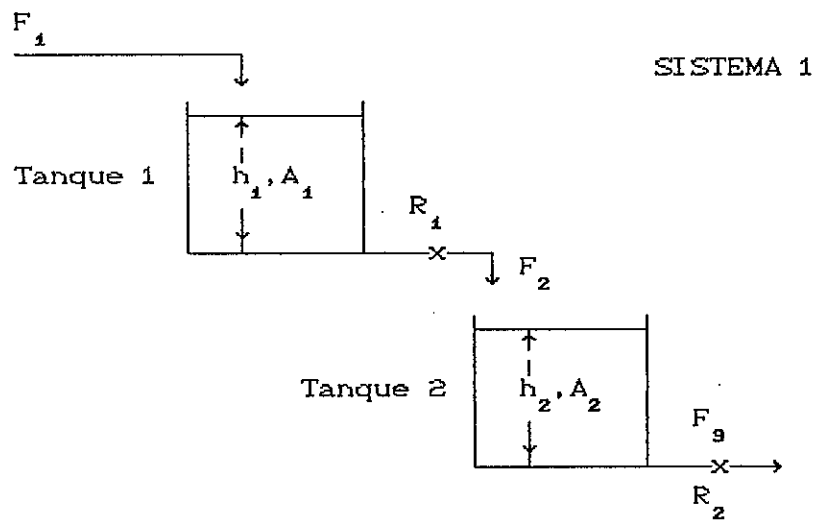 F₁
SISTEMA 1
Tanque 1
h₁, A₁
R₁
F₂
Tanque 2
h₂, A₂
F₃
R₂